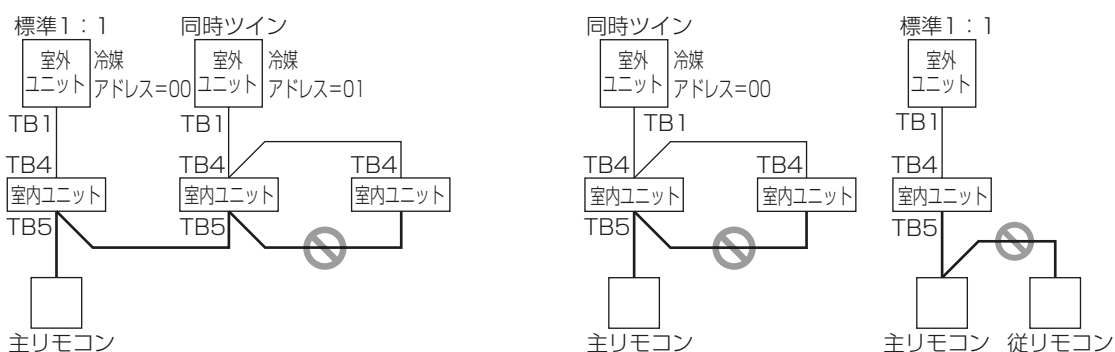 標準1：1
室外
ユニット
冷媒
アドレス=00
TB1
TB4
室内ユニット
TB5
主リモコン
同時ツイン
室外
ユニット
冷媒
アドレス=01
TB1
TB4
室内ユニット
TB5
TB4
室内ユニット
同時ツイン
室外
ユニット
冷媒
アドレス=00
TB1
TB4
室内ユニット
TB5
TB4
室内ユニット
主リモコン
標準1：1
室外
ユニット
TB1
TB4
室内ユニット
TB5
主リモコン
従リモコン